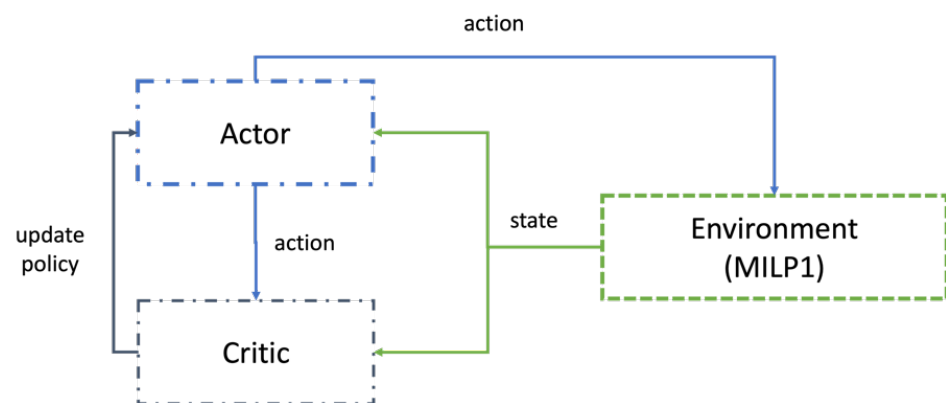 action
Actor
update
policy
action
state
Environment
(MILP1)
Critic